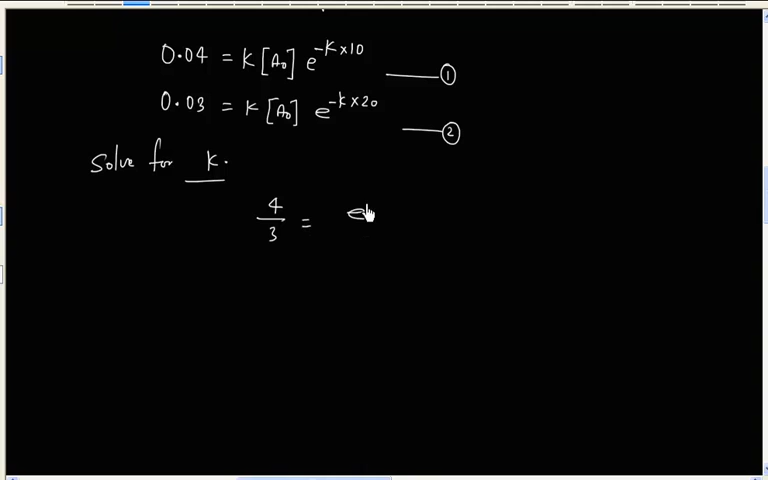 0.04 = K[A₀] e^{-K×10} ——— ①
0.03 = K[A₀] e^{-K×20} ——— ②
Solve for K.
4/3 = e